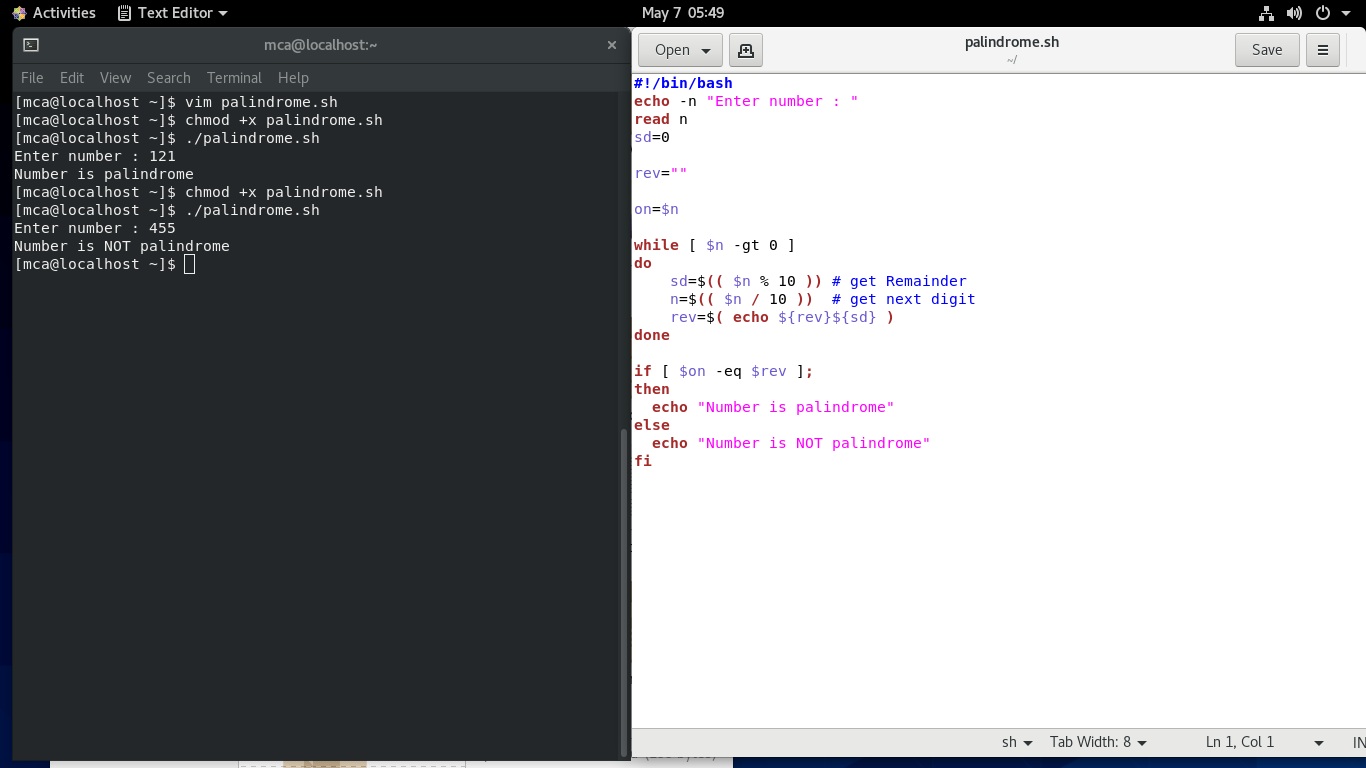 Activities Text Editor May 7 05:49
mca@localhost:~
File Edit View Search Terminal Help
[mca@localhost ~]$ vim palindrome.sh
[mca@localhost ~]$ chmod +x palindrome.sh
[mca@localhost ~]$ ./palindrome.sh
Enter number : 121
Number is palindrome
[mca@localhost ~]$ chmod +x palindrome.sh
[mca@localhost ~]$ ./palindrome.sh
Enter number : 455
Number is NOT palindrome
[mca@localhost ~]$
Open palindrome.sh Save
~/
#!/bin/bash
echo -n "Enter number : "
read n
sd=0
rev=""
on=$n
while [ $n -gt 0 ]
do
    sd=$(( $n % 10 )) # get Remainder
    n=$(( $n / 10 ))  # get next digit
    rev=$( echo ${rev}${sd} )
done
if [ $on -eq $rev ];
then
  echo "Number is palindrome"
else
  echo "Number is NOT palindrome"
fi
sh Tab Width: 8 Ln 1, Col 1 IN